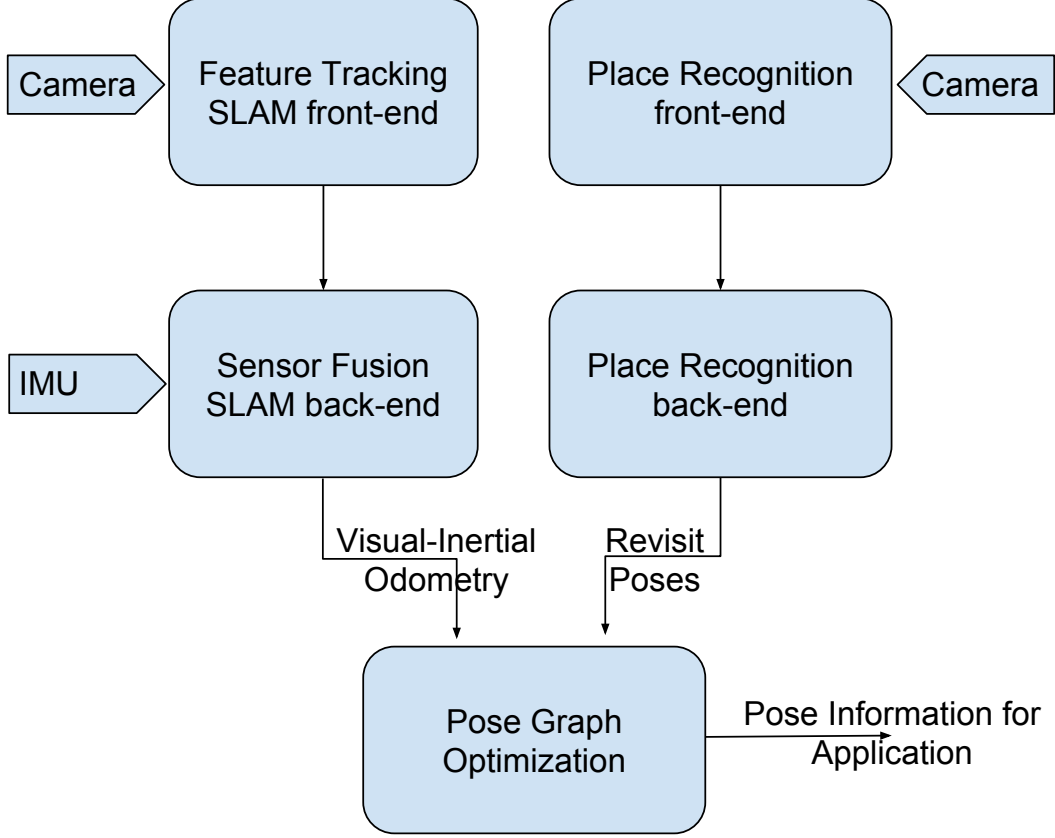 Camera
Feature Tracking
SLAM front-end
Place Recognition
front-end
Camera
IMU
Sensor Fusion
SLAM back-end
Place Recognition
back-end
Visual-Inertial
Odometry
Revisit
Poses
Pose Graph
Optimization
Pose Information for
Application